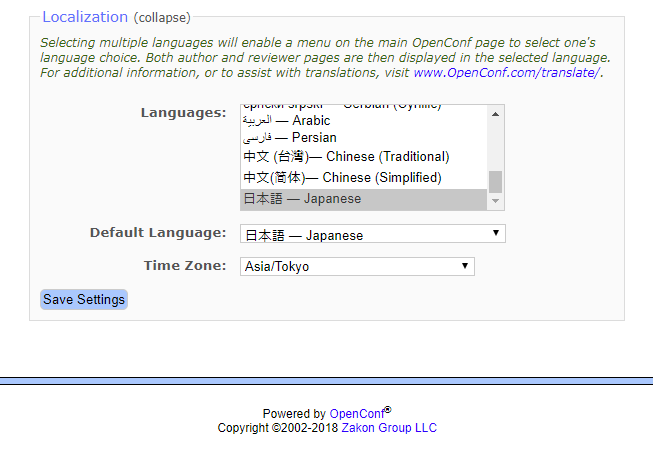 Localization (collapse)
Selecting multiple languages will enable a menu on the main OpenConf page to select one's
language choice. Both author and reviewer pages are then displayed in the selected language.
For additional information, or to assist with translations, visit www.OpenConf.com/translate/.
Languages:
српски srpski — Serbian (Cyrillic)
العربية — Arabic
فارسی — Persian
中文 (台灣)— Chinese (Traditional)
中文(简体)— Chinese (Simplified)
日本語 — Japanese
Default Language: 日本語 — Japanese
Time Zone: Asia/Tokyo
Save Settings
Powered by OpenConf®
Copyright ©2002-2018 Zakon Group LLC